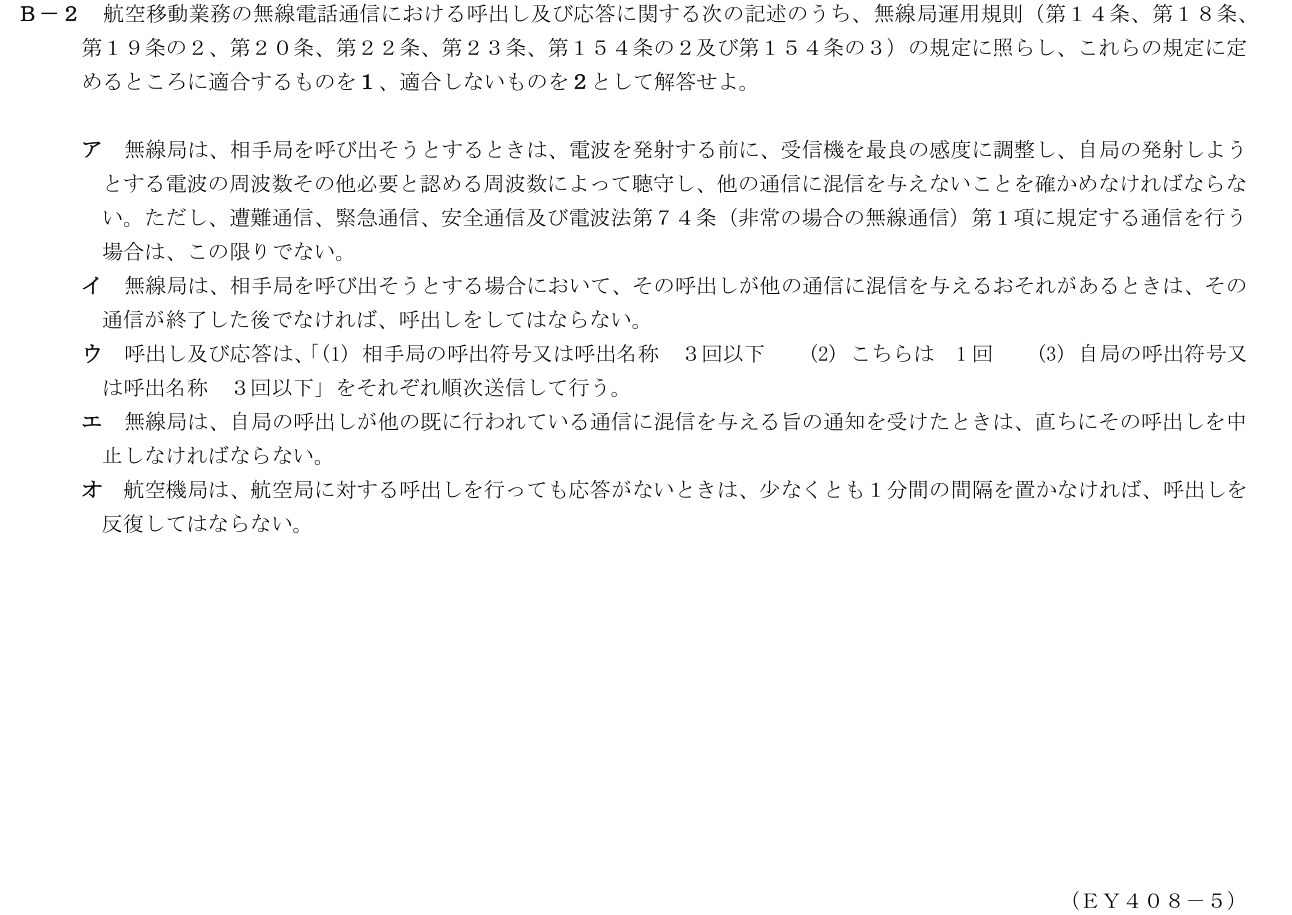 Ｂ－２　航空移動業務の無線電話通信における呼出し及び応答に関する次の記述のうち、無線局運用規則（第１４条、第１８条、
第１９条の２、第２０条、第２２条、第２３条、第１５４条の２及び第１５４条の３）の規定に照らし、これらの規定に定
めるところに適合するものを１、適合しないものを２として解答せよ。
ア　無線局は、相手局を呼び出そうとするときは、電波を発射する前に、受信機を最良の感度に調整し、自局の発射しよう
とする電波の周波数その他必要と認める周波数によって聴守し、他の通信に混信を与えないことを確かめなければならな
い。ただし、遭難通信、緊急通信、安全通信及び電波法第７４条（非常の場合の無線通信）第１項に規定する通信を行う
場合は、この限りでない。
イ　無線局は、相手局を呼び出そうとする場合において、その呼出しが他の通信に混信を与えるおそれがあるときは、その
通信が終了した後でなければ、呼出しをしてはならない。
ウ　呼出し及び応答は、「(1) 相手局の呼出符号又は呼出名称　３回以下　　(2) こちらは　１回　　(3) 自局の呼出符号又
は呼出名称　３回以下」をそれぞれ順次送信して行う。
エ　無線局は、自局の呼出しが他の既に行われている通信に混信を与える旨の通知を受けたときは、直ちにその呼出しを中
止しなければならない。
オ　航空機局は、航空局に対する呼出しを行っても応答がないときは、少なくとも１分間の間隔を置かなければ、呼出しを
反復してはならない。
（ＥＹ４０８－５）